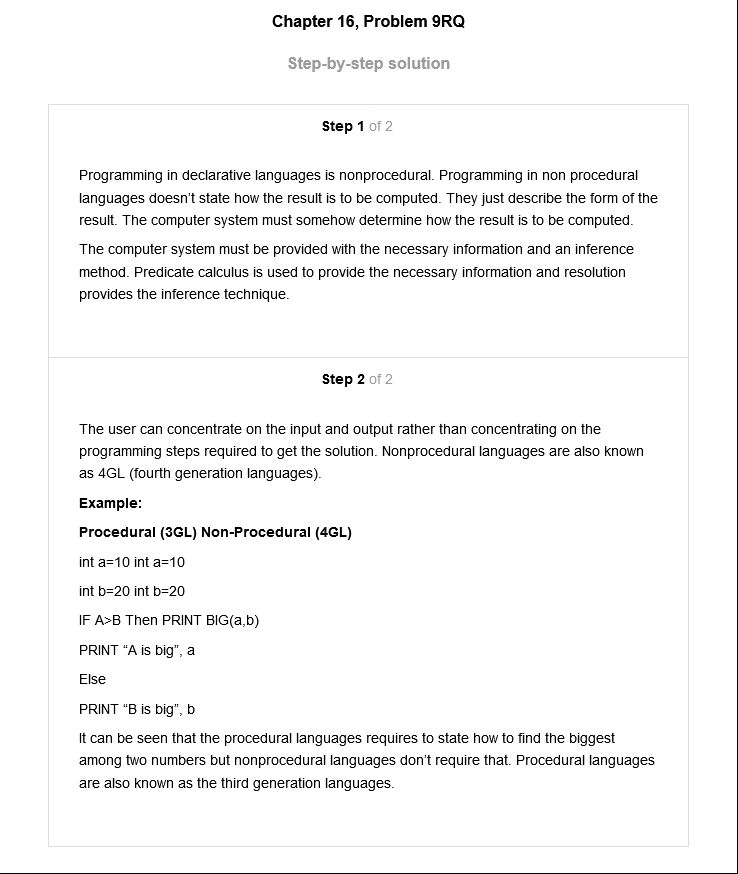 Chapter 16, Problem 9RQ
Step-by-step solution
Step 1 of 2
Programming in declarative languages is nonprocedural. Programming in non procedural
languages doesn't state how the result is to be computed. They just describe the form of the
result. The computer system must somehow determine how the result is to be computed.
The computer system must be provided with the necessary information and an inference
method. Predicate calculus is used to provide the necessary information and resolution
provides the inference technique.
Step 2 of 2
The user can concentrate on the input and output rather than concentrating on the
programming steps required to get the solution. Nonprocedural languages are also known
as 4GL (fourth generation languages).
Example:
Procedural (3GL) Non-Procedural (4GL)
int a=10 int a=10
int b=20 int b=20
IF A>B Then PRINT BIG(a,b)
PRINT “A is big”, a
Else
PRINT “B is big”, b
It can be seen that the procedural languages requires to state how to find the biggest
among two numbers but nonprocedural languages don't require that. Procedural languages
are also known as the third generation languages.